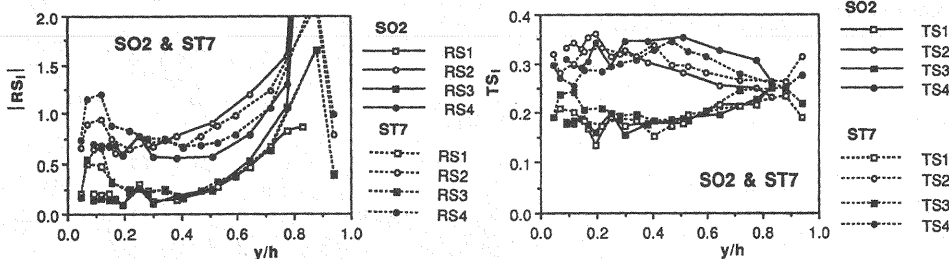 2.0
1.5
1.0
0.5
0.0
|RSi|
SO2 & ST7
0.0 0.2 0.4 0.6 0.8 1.0
y/h
SO2
RS1
RS2
RS3
RS4
ST7
RS1
RS2
RS3
RS4
0.4
0.3
0.2
0.1
0.0
TSi
SO2 & ST7
0.0 0.2 0.4 0.6 0.8 1.0
y/h
SO2
TS1
TS2
TS3
TS4
ST7
TS1
TS2
TS3
TS4